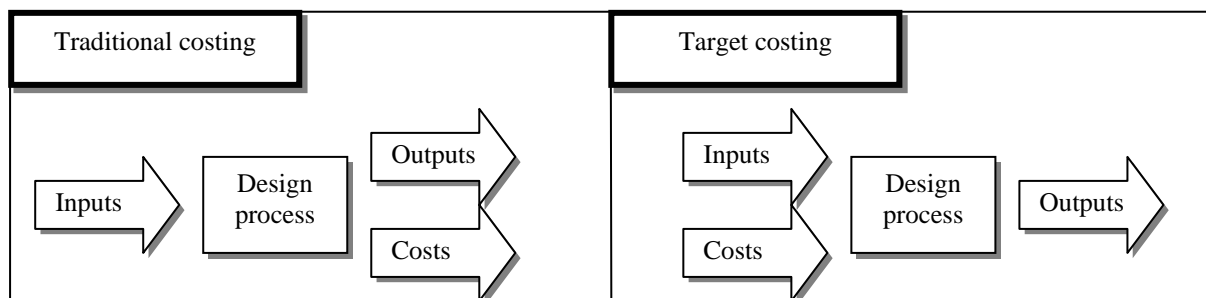 Traditional costing
Inputs
Design
process
Outputs
Costs
Target costing
Inputs
Costs
Design
process
Outputs